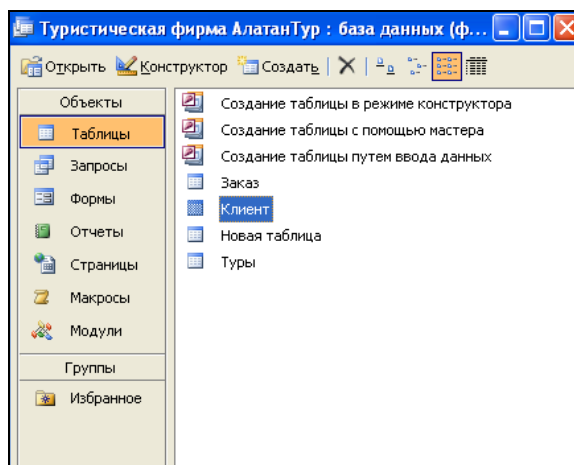 Туристическая фирма АлатанТур : база данных (ф...
Открыть Конструктор Создать
Объекты
Таблицы
Запросы
Формы
Отчеты
Страницы
Макросы
Модули
Группы
Избранное
Создание таблицы в режиме конструктора
Создание таблицы с помощью мастера
Создание таблицы путем ввода данных
Заказ
Клиент
Новая таблица
Туры